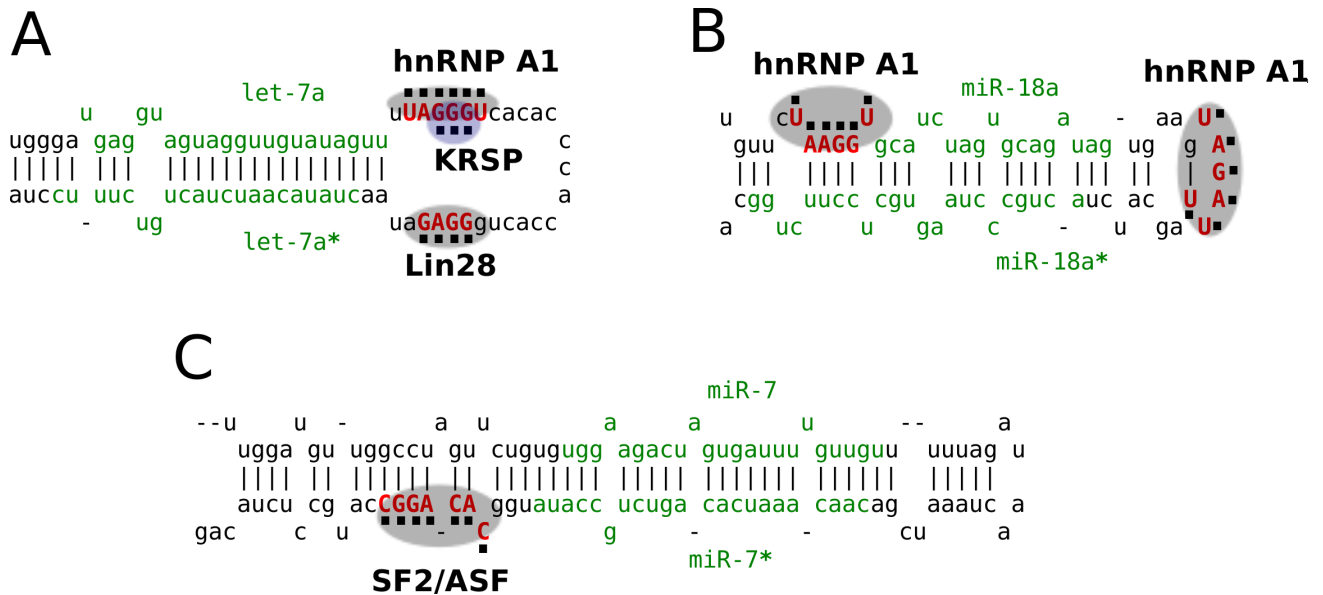 A
hnRNP A1
let-7a
u gu uUAGGGUcacac
uggga gag aguagguuguauaguu c
||||| ||| |||||||||||||||| KRSP c
auccu uuc ucaucuaacauaucaa a
- ug uaGAGGgucacc
let-7a*
Lin28
B
hnRNP A1
miR-18a
hnRNP A1
u cU U uc u a - aa U
guu AAGG gca uag gcag uag ug g A
||| |||| ||| ||| |||| ||| || | G
cgg uucc cgu auc cguc auc ac U A
a uc u ga c - u ga U
miR-18a*
C
miR-7
--u u - a u a a u -- a
ugga gu uggccu gu cugugugg agacu gugauuu guuguu uuuag u
|||| || |||||| || |||||||| ||||| ||||||| |||||| |||||
aucu cg acCGGA CA gguauacc ucuga cacuaaa caacag aaauc a
gac c u - C g - - cu a
SF2/ASF
miR-7*